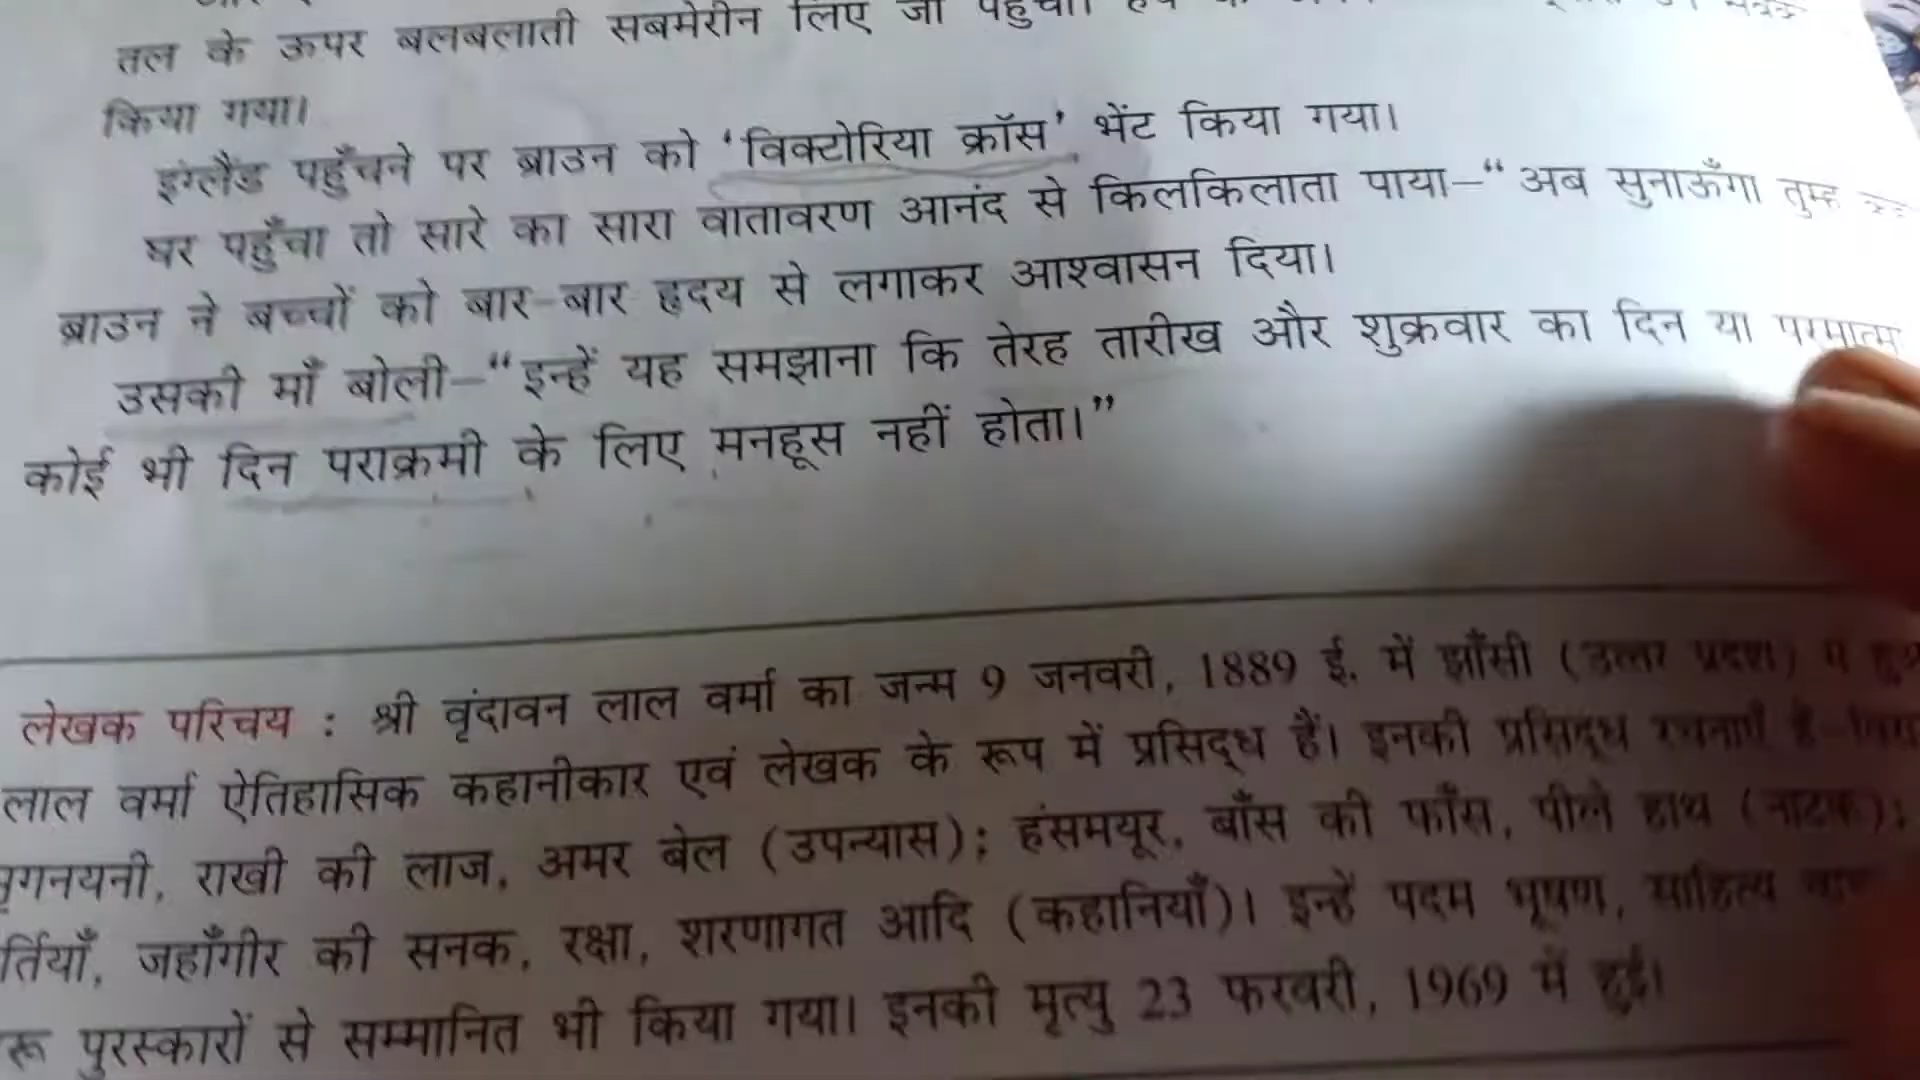 तल के ऊपर बलबलाती सबमेरीन लिए जा पहुँचा।
किया गया।
इंग्लैंड पहुँचने पर ब्राउन को ‘विक्टोरिया क्रॉस’ भेंट किया गया।
घर पहुँचा तो सारे का सारा वातावरण आनंद से किलकिलाता पाया–“अब सुनाऊँगा
ब्राउन ने बच्चों को बार-बार हृदय से लगाकर आश्वासन दिया।
उसकी माँ बोली–“इन्हें यह समझाना कि तेरह तारीख और शुक्रवार का दिन या
कोई भी दिन पराक्रमी के लिए मनहूस नहीं होता।”
लेखक परिचय : श्री वृंदावन लाल वर्मा का जन्म 9 जनवरी, 1889 ई. में झाँसी (उत्तर प्रदेश) में
लाल वर्मा ऐतिहासिक कहानीकार एवं लेखक के रूप में प्रसिद्ध हैं। इनकी प्रसिद्ध रचनाएँ हैं
राखी की लाज, अमर बेल (उपन्यास); हंसमयूर, बाँस की फाँस, पीले हाथ (नाटक);
जहाँगीर की सनक, रक्षा, शरणागत आदि (कहानियाँ)। इन्हें पदम भूषण, साहित्य
पुरस्कारों से सम्मानित भी किया गया। इनकी मृत्यु 23 फरवरी, 1969 में हुई।